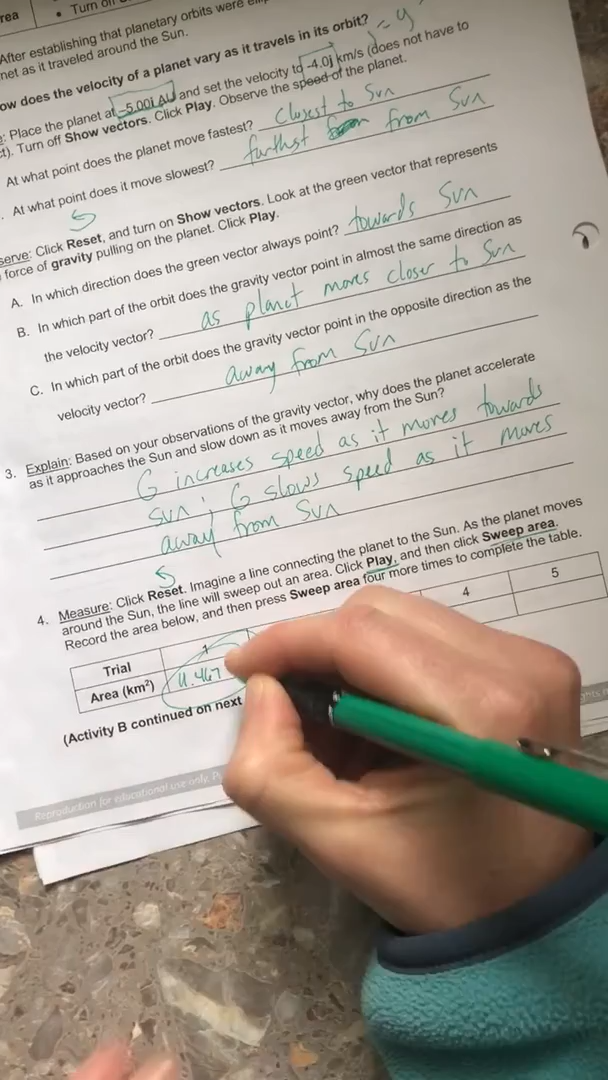 rea
• Turn off
After establishing that planetary orbits were
net as it traveled around the Sun.
= y
ow does the velocity of a planet vary as it travels in its orbit?
: Place the planet at -5.00i AU and set the velocity to -4.0j km/s (does not have to
t). Turn off Show vectors. Click Play. Observe the speed of the planet.
At what point does the planet move fastest? Closest to Sun
. At what point does it move slowest? furthst from Sun
serve: Click Reset, and turn on Show vectors. Look at the green vector that represents
force of gravity pulling on the planet. Click Play.
A. In which direction does the green vector always point? towards Sun
B. In which part of the orbit does the gravity vector point in almost the same direction as
the velocity vector? as planet moves closer to Sun
C. In which part of the orbit does the gravity vector point in the opposite direction as the
velocity vector? away from Sun
3. Explain: Based on your observations of the gravity vector, why does the planet accelerate
as it approaches the Sun and slow down as it moves away from the Sun?
G increases speed as it moves towards
sun; G slows speed as it moves
away from Sun
4. Measure: Click Reset. Imagine a line connecting the planet to the Sun. As the planet moves
around the Sun, the line will sweep out an area. Click Play, and then click Sweep area.
Record the area below, and then press Sweep area four more times to complete the table.
Trial 1 4 5
Area (km²) 11.467
(Activity B continued on next
Reproduction for educational use only.